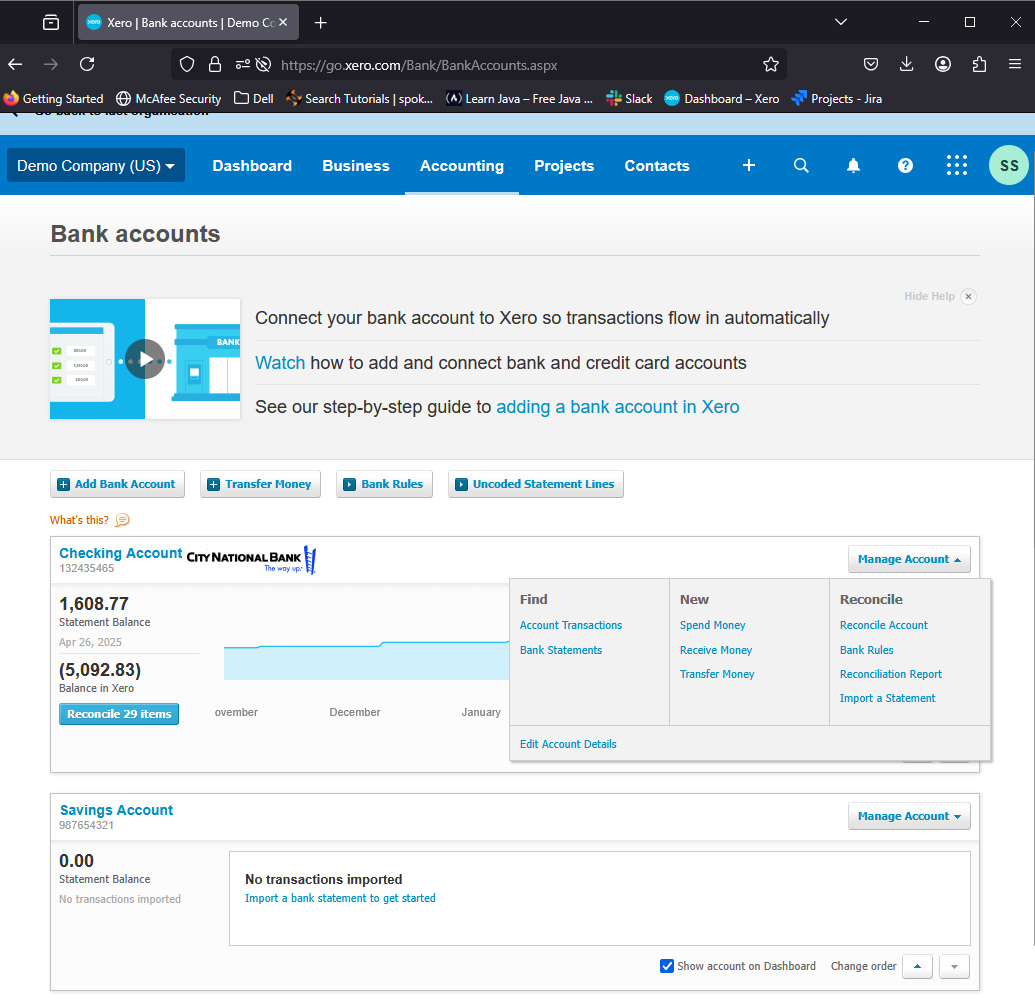 Xero | Bank accounts | Demo Co
https://go.xero.com/Bank/BankAccounts.aspx
Getting Started McAfee Security Dell Search Tutorials | spok... Learn Java – Free Java ... Slack Dashboard – Xero Projects - Jira
Go back to last organisation
Demo Company (US) Dashboard Business Accounting Projects Contacts SS
Bank accounts
Hide Help
BANK
Connect your bank account to Xero so transactions flow in automatically
Watch how to add and connect bank and credit card accounts
See our step-by-step guide to adding a bank account in Xero
Add Bank Account Transfer Money Bank Rules Uncoded Statement Lines
What's this?
Checking Account CITY NATIONAL BANK
The way up.
132435465
Manage Account
1,608.77
Statement Balance
Apr 26, 2025
(5,092.83)
Balance in Xero
Reconcile 29 items
ovember December January
Find
Account Transactions
Bank Statements
New
Spend Money
Receive Money
Transfer Money
Reconcile
Reconcile Account
Bank Rules
Reconciliation Report
Import a Statement
Edit Account Details
Savings Account
987654321
Manage Account
0.00
Statement Balance
No transactions imported
No transactions imported
Import a bank statement to get started
Show account on Dashboard Change order